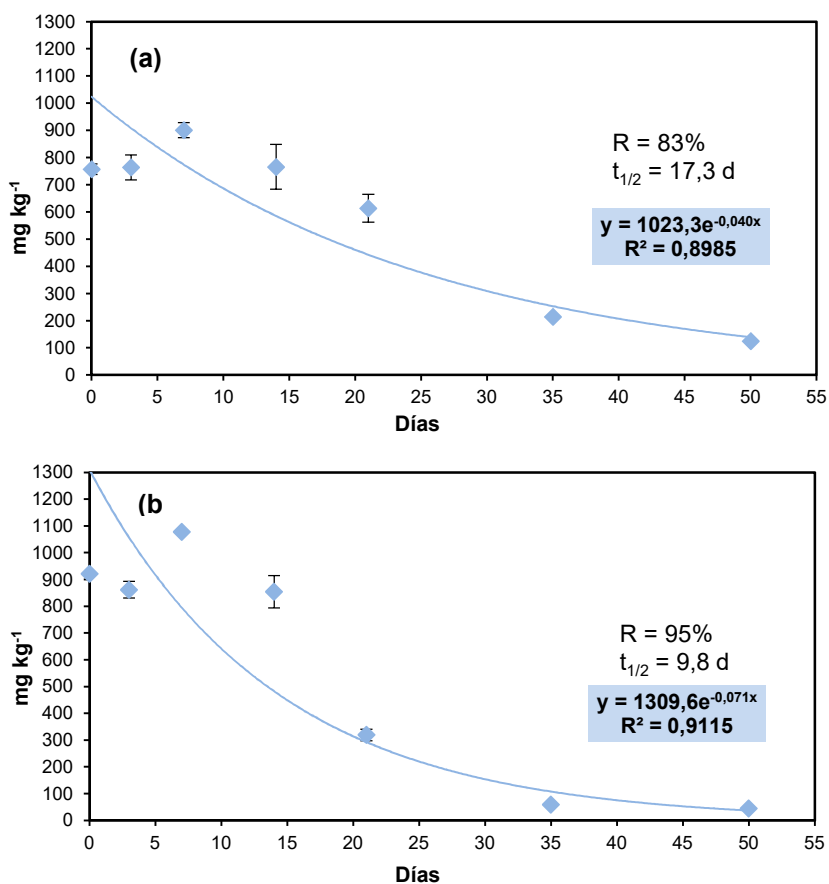 1300
1200
1100
1000
900
800
700
600
500
400
300
200
100
0
mg kg-1
(a)
R = 83%
t1/2 = 17,3 d
y = 1023,3e-0,040x
R² = 0,8985
0 5 10 15 20 25 30 35 40 45 50 55
Días
1300
1200
1100
1000
900
800
700
600
500
400
300
200
100
0
mg kg-1
(b
R = 95%
t1/2 = 9,8 d
y = 1309,6e-0,071x
R² = 0,9115
0 5 10 15 20 25 30 35 40 45 50 55
Días